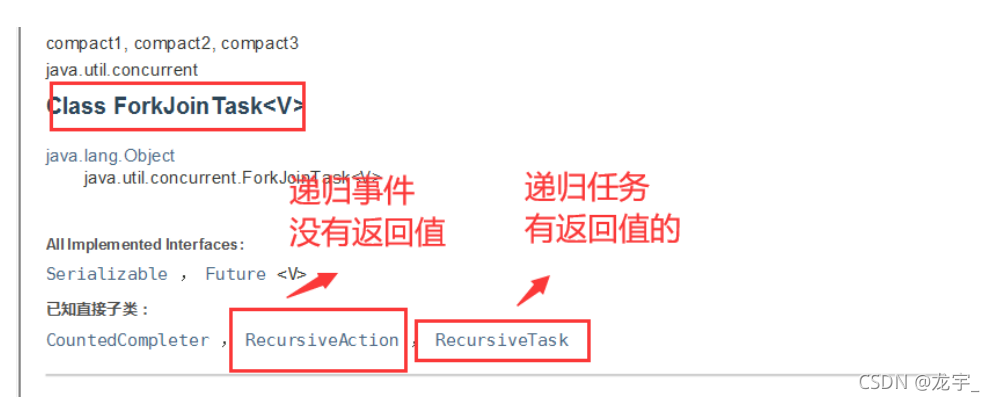 compact1, compact2, compact3
java.util.concurrent
Class ForkJoinTask<V>
java.lang.Object
java.util.concurrent.ForkJoinTask<V>
递归事件
没有返回值
递归任务
有返回值的
All Implemented Interfaces:
Serializable , Future <V>
已知直接子类：
CountedCompleter , RecursiveAction , RecursiveTask
CSDN @龙宇_